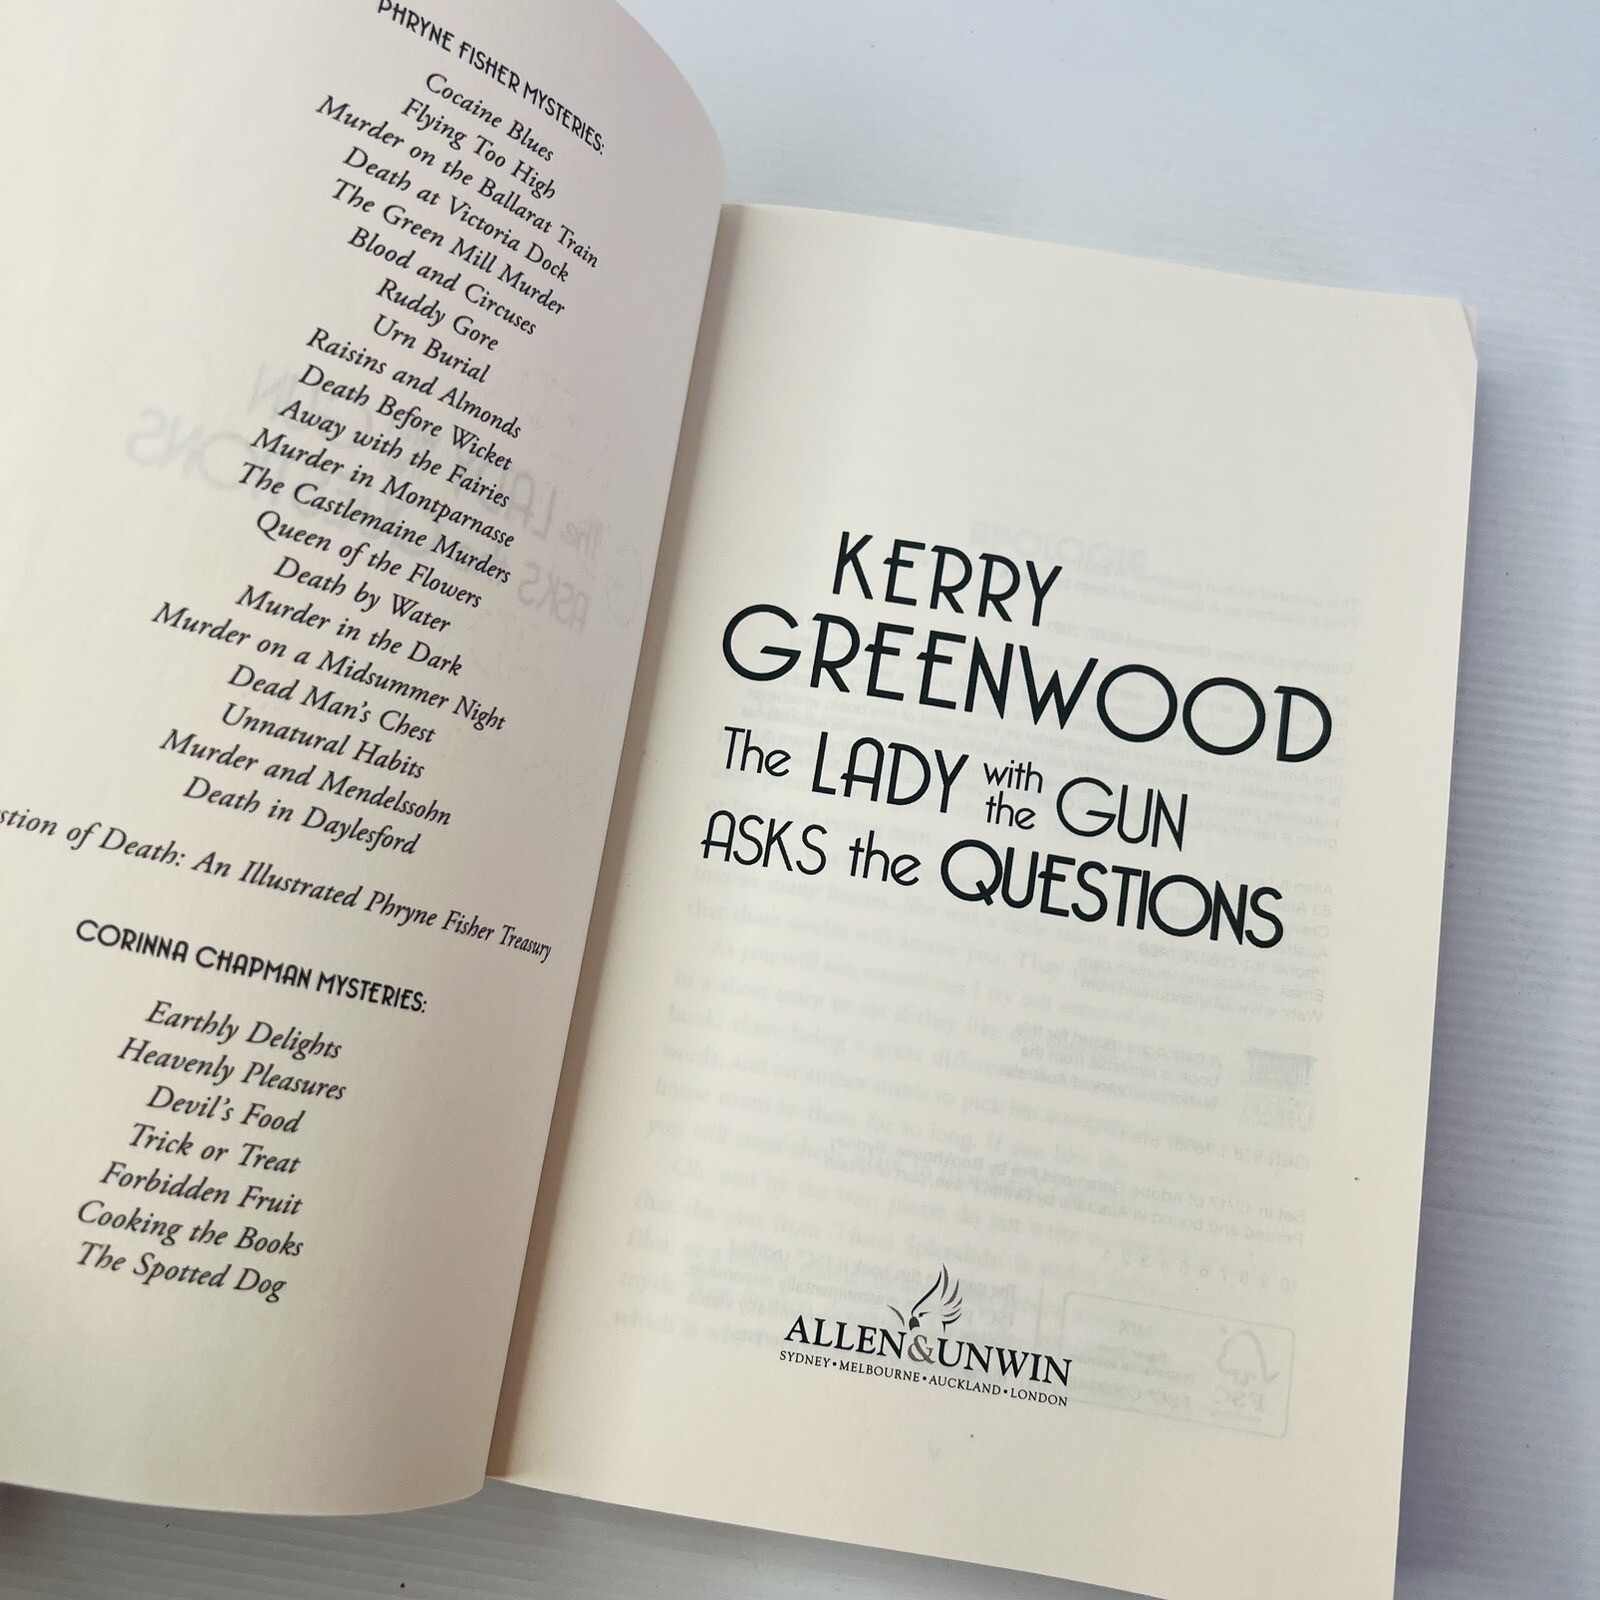 PHRYNE FISHER MYSTERIES:
Cocaine Blues
Flying Too High
Murder on the Ballarat Train
Death at Victoria Dock
The Green Mill Murder
Blood and Circuses
Ruddy Gore
Urn Burial
Raisins and Almonds
Death Before Wicket
Away with the Fairies
Murder in Montparnasse
The Castlemaine Murders
Queen of the Flowers
Death by Water
Murder in the Dark
Murder on a Midsummer Night
Dead Man's Chest
Unnatural Habits
Murder and Mendelssohn
Death in Daylesford
of Death: An Illustrated Phryne Fisher Treasury
CORINNA CHAPMAN MYSTERIES:
Earthly Delights
Heavenly Pleasures
Devil's Food
Trick or Treat
Forbidden Fruit
Cooking the Books
The Spotted Dog
KERRY
GREENWOOD
The LADY with the GUN
ASKS the QUESTIONS
ALLEN&UNWIN
SYDNEY•MELBOURNE•AUCKLAND•LONDON